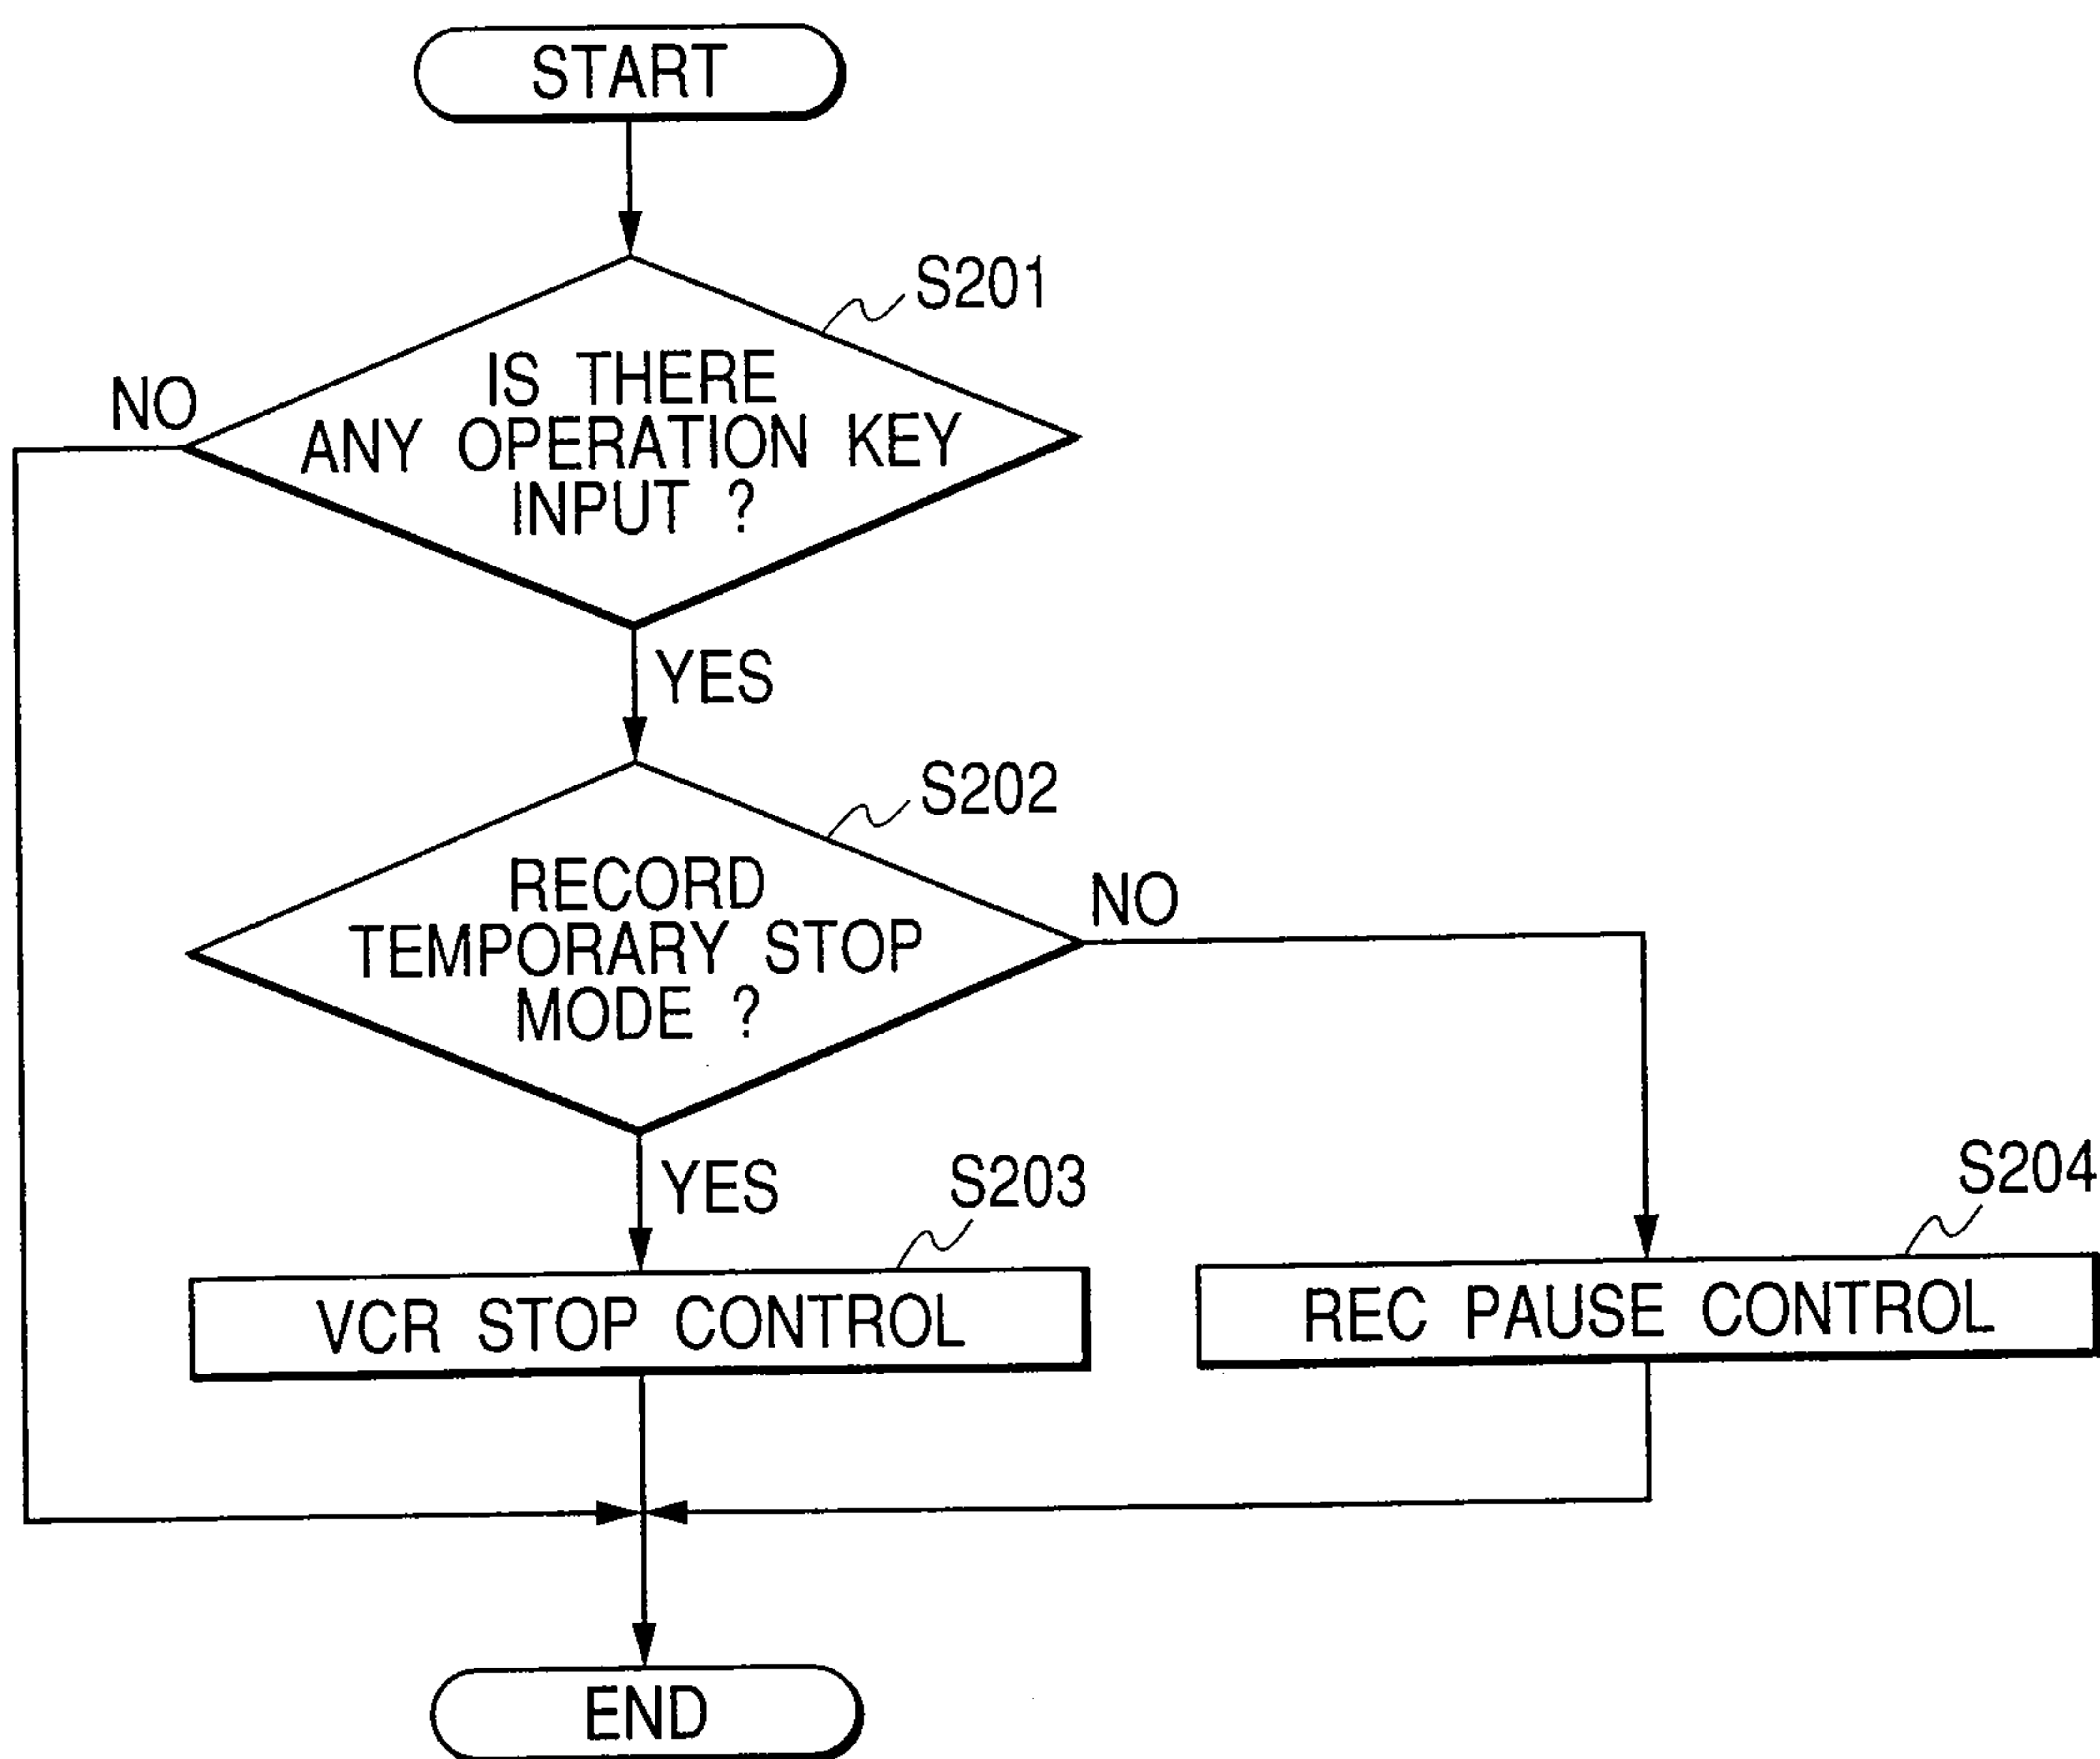 START
S201
IS THERE
NO
ANY OPERATION KEY
INPUT ?
YES
S202
RECORD
NO
TEMPORARY STOP
MODE ?
YES
S203
S204
VCR STOP CONTROL
REC PAUSE CONTROL
END